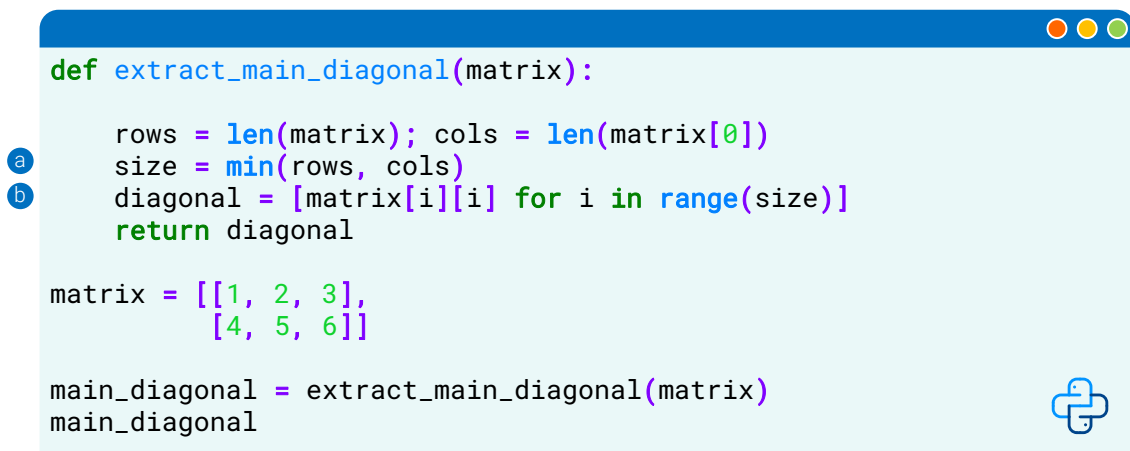 def extract_main_diagonal(matrix):
    rows = len(matrix); cols = len(matrix[0])
a    size = min(rows, cols)
b    diagonal = [matrix[i][i] for i in range(size)]
    return diagonal
matrix = [[1, 2, 3],
          [4, 5, 6]]
main_diagonal = extract_main_diagonal(matrix)
main_diagonal